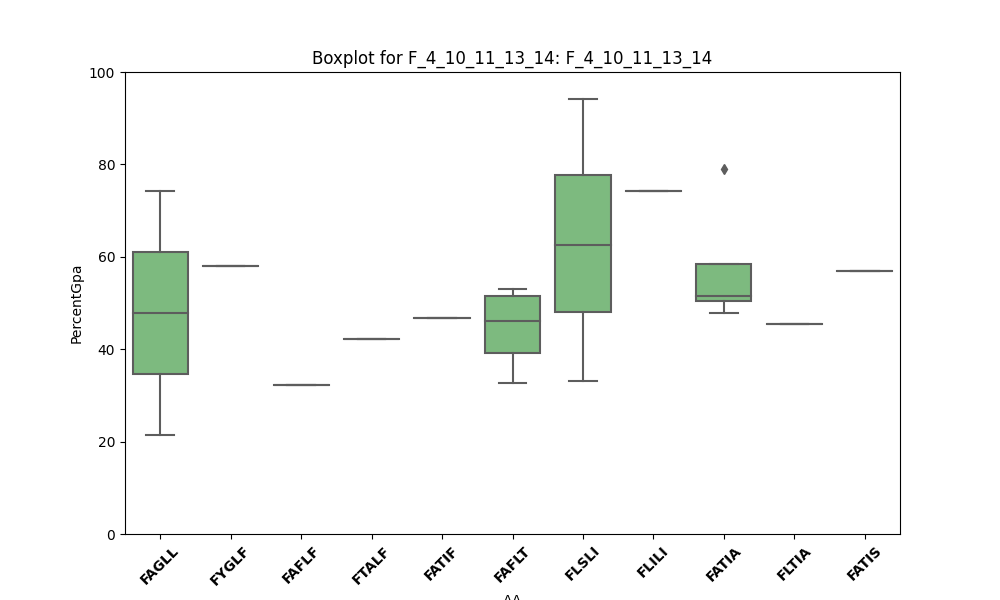 Boxplot for F_4_10_11_13_14: F_4_10_11_13_14
PercentGpa
100
80
60
40
20
0
FAGLL
FYGLF
FAFLF
FTALF
FATIF
FAFLT
FLSLI
FLILI
FATIA
FLTIA
FATIS
AA